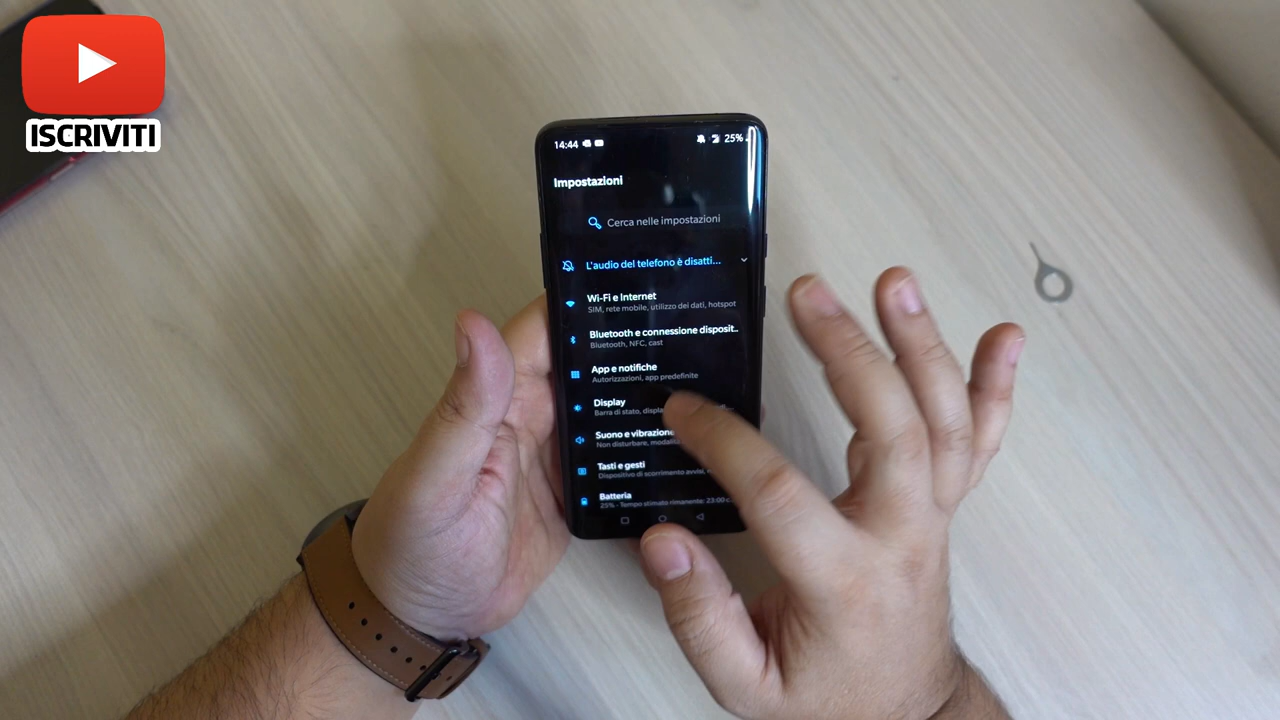 ISCRIVITI
14:44
25%
Impostazioni
Cerca nelle impostazioni
L'audio del telefono è disatti...
Wi-Fi e Internet
SIM, rete mobile, utilizzo dei dati, hotspot
Bluetooth e connessione disposit..
Bluetooth, NFC, cast
App e notifiche
Autorizzazioni, app predefinite
Display
Barra di stato,
Suono e vibrazione
Non disturbare,
Tasti e gesti
Dispositivo di scorrimento avvisi,
Batteria
25% - Tempo stimato rimanente: 23:00